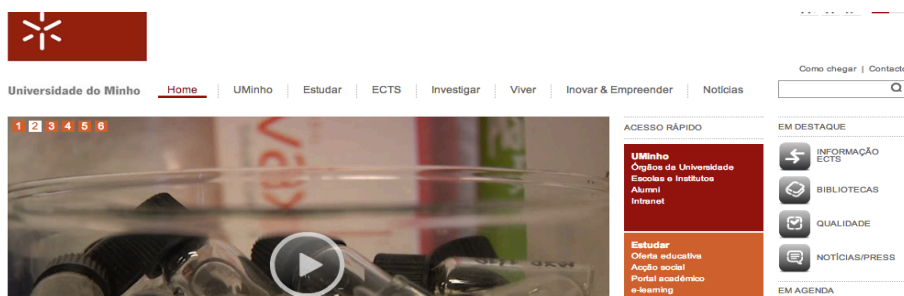 Como chegar | Contacto
Universidade do Minho
Home
UMinho
Estudar
ECTS
Investigar
Viver
Inovar & Empreender
Notícias
1 2 3 4 5 6
ACESSO RÁPIDO
UMinho
Órgãos da Universidade
Escolas e Institutos
Alumni
Intranet
Estudar
Oferta educativa
Acção social
Portal académico
e-learning
EM DESTAQUE
INFORMAÇÃO
ECTS
BIBLIOTECAS
QUALIDADE
NOTÍCIAS/PRESS
EM AGENDA